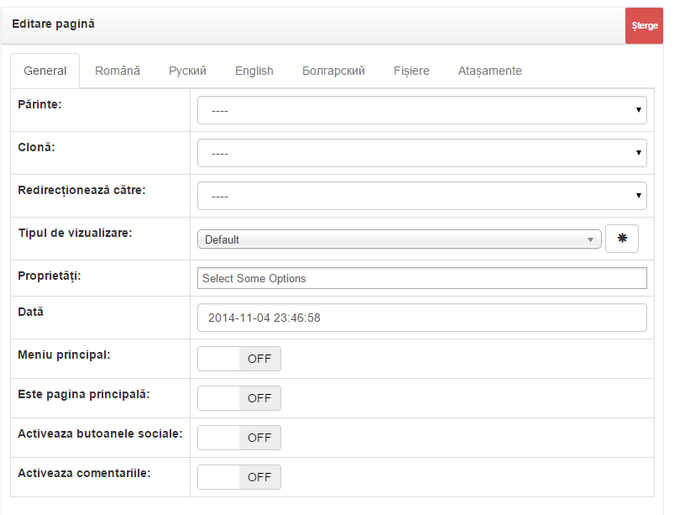 Editare pagină
Șterge
General Română Руский English Болгарский Fișiere Atașamente
Părinte: ----
Clonă: ----
Redirecționează către: ----
Tipul de vizualizare: Default
Proprietăți: Select Some Options
Dată 2014-11-04 23:46:58
Meniu principal: OFF
Este pagina principală: OFF
Activeaza butoanele sociale: OFF
Activeaza comentariile: OFF